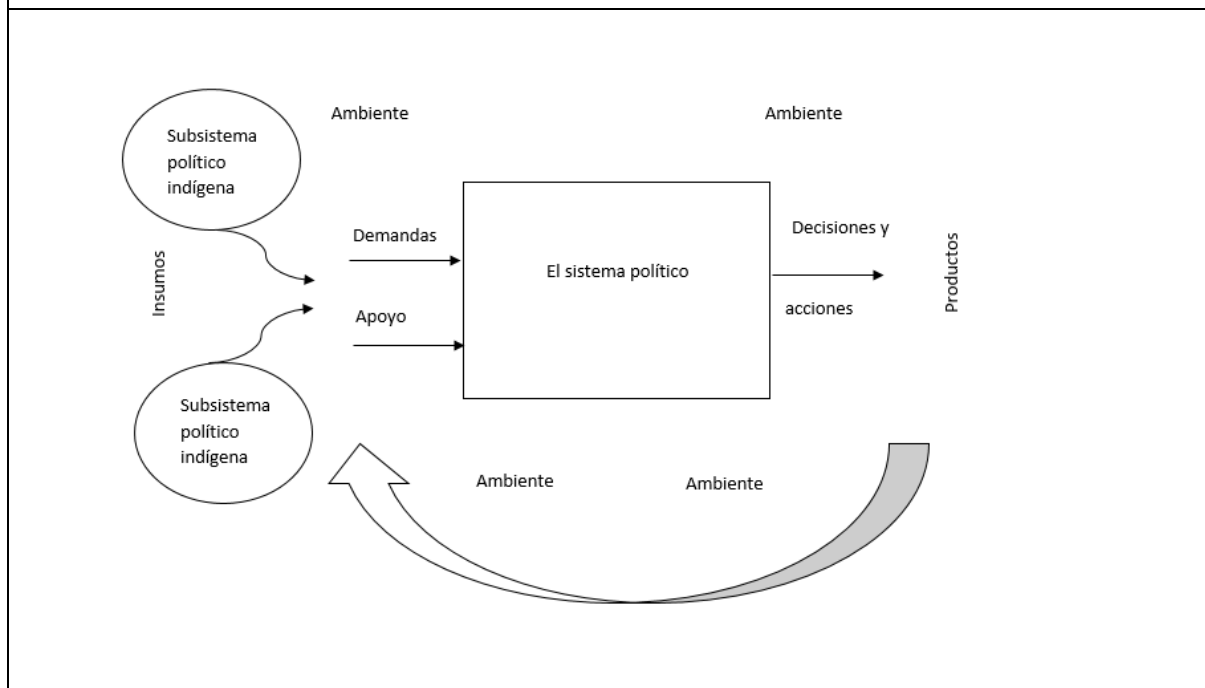 Ambiente
Ambiente
Subsistema
político
indígena
Insumos
Demandas
Apoyo
El sistema político
Decisiones y
acciones
Productos
Subsistema
político
indígena
Ambiente
Ambiente